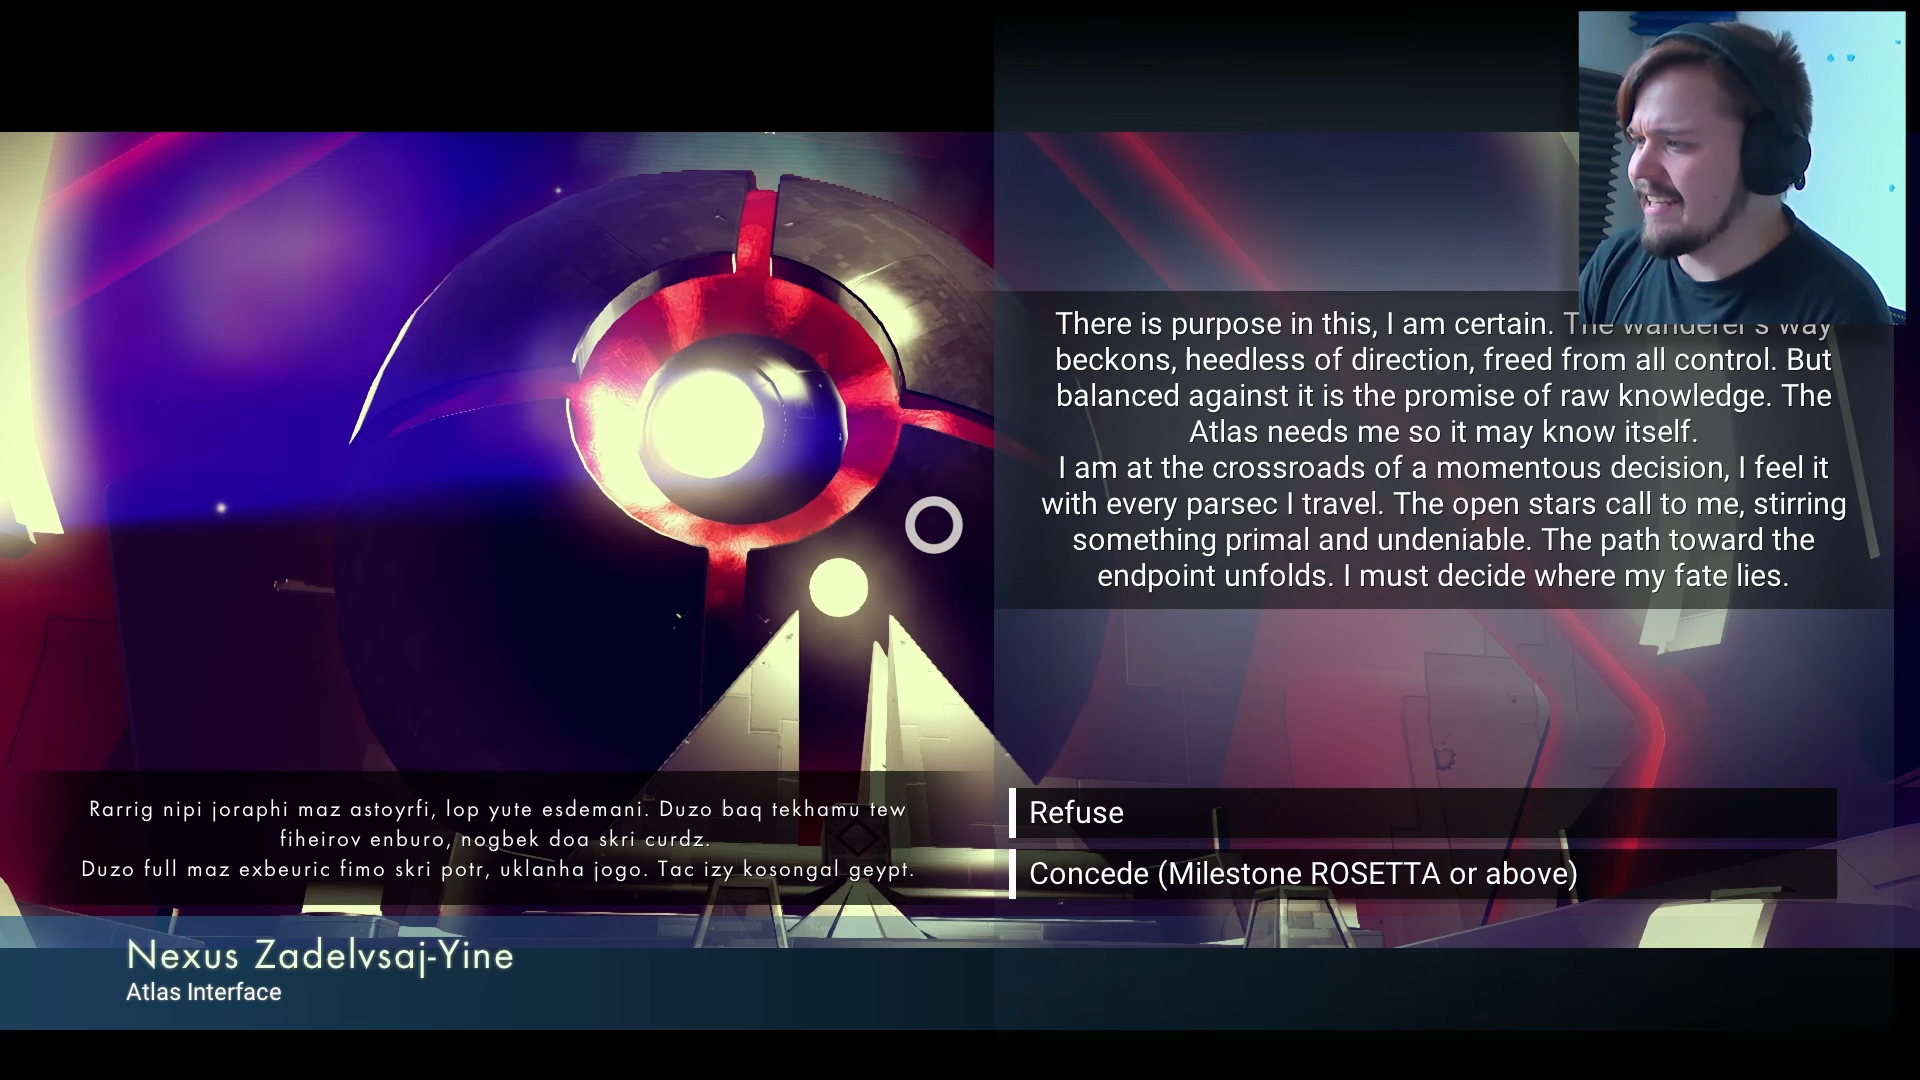 There is purpose in this, I am certain. The wanderer's way
beckons, heedless of direction, freed from all control. But
balanced against it is the promise of raw knowledge. The
Atlas needs me so it may know itself.
I am at the crossroads of a momentous decision, I feel it
with every parsec I travel. The open stars call to me, stirring
something primal and undeniable. The path toward the
endpoint unfolds. I must decide where my fate lies.
Rarrig nipi joraphi maz astoyrfi, lop yute esdemani. Duzo baq tekhamu tew
fiheirov enburo, nogbek doa skri curdz.
Duzo full maz exbeuric fimo skri potr, uklanha jogo. Tac izy kosongal geypt.
Refuse
Concede (Milestone ROSETTA or above)
Nexus Zadelvsaj-Yine
Atlas Interface